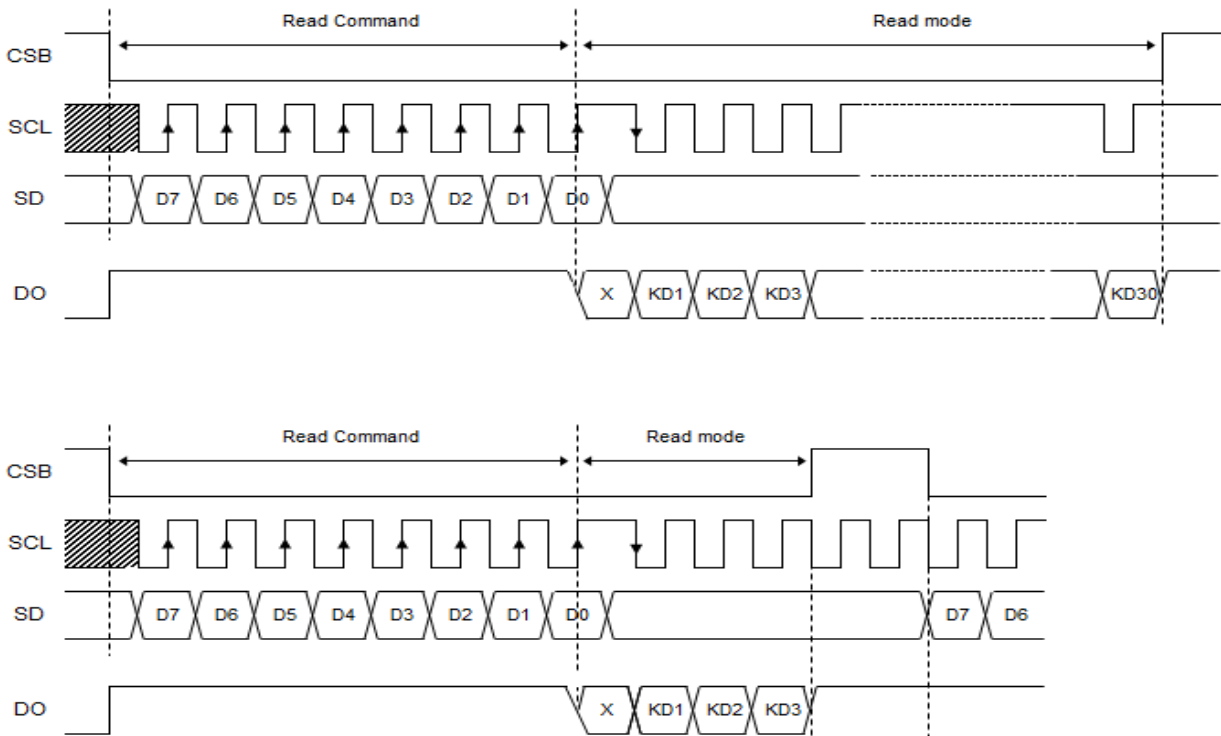 Read Command Read mode
CSB
SCL
SD D7 D6 D5 D4 D3 D2 D1 D0
DO X KD1 KD2 KD3 KD30
Read Command Read mode
CSB
SCL
SD D7 D6 D5 D4 D3 D2 D1 D0 D7 D6
DO X KD1 KD2 KD3